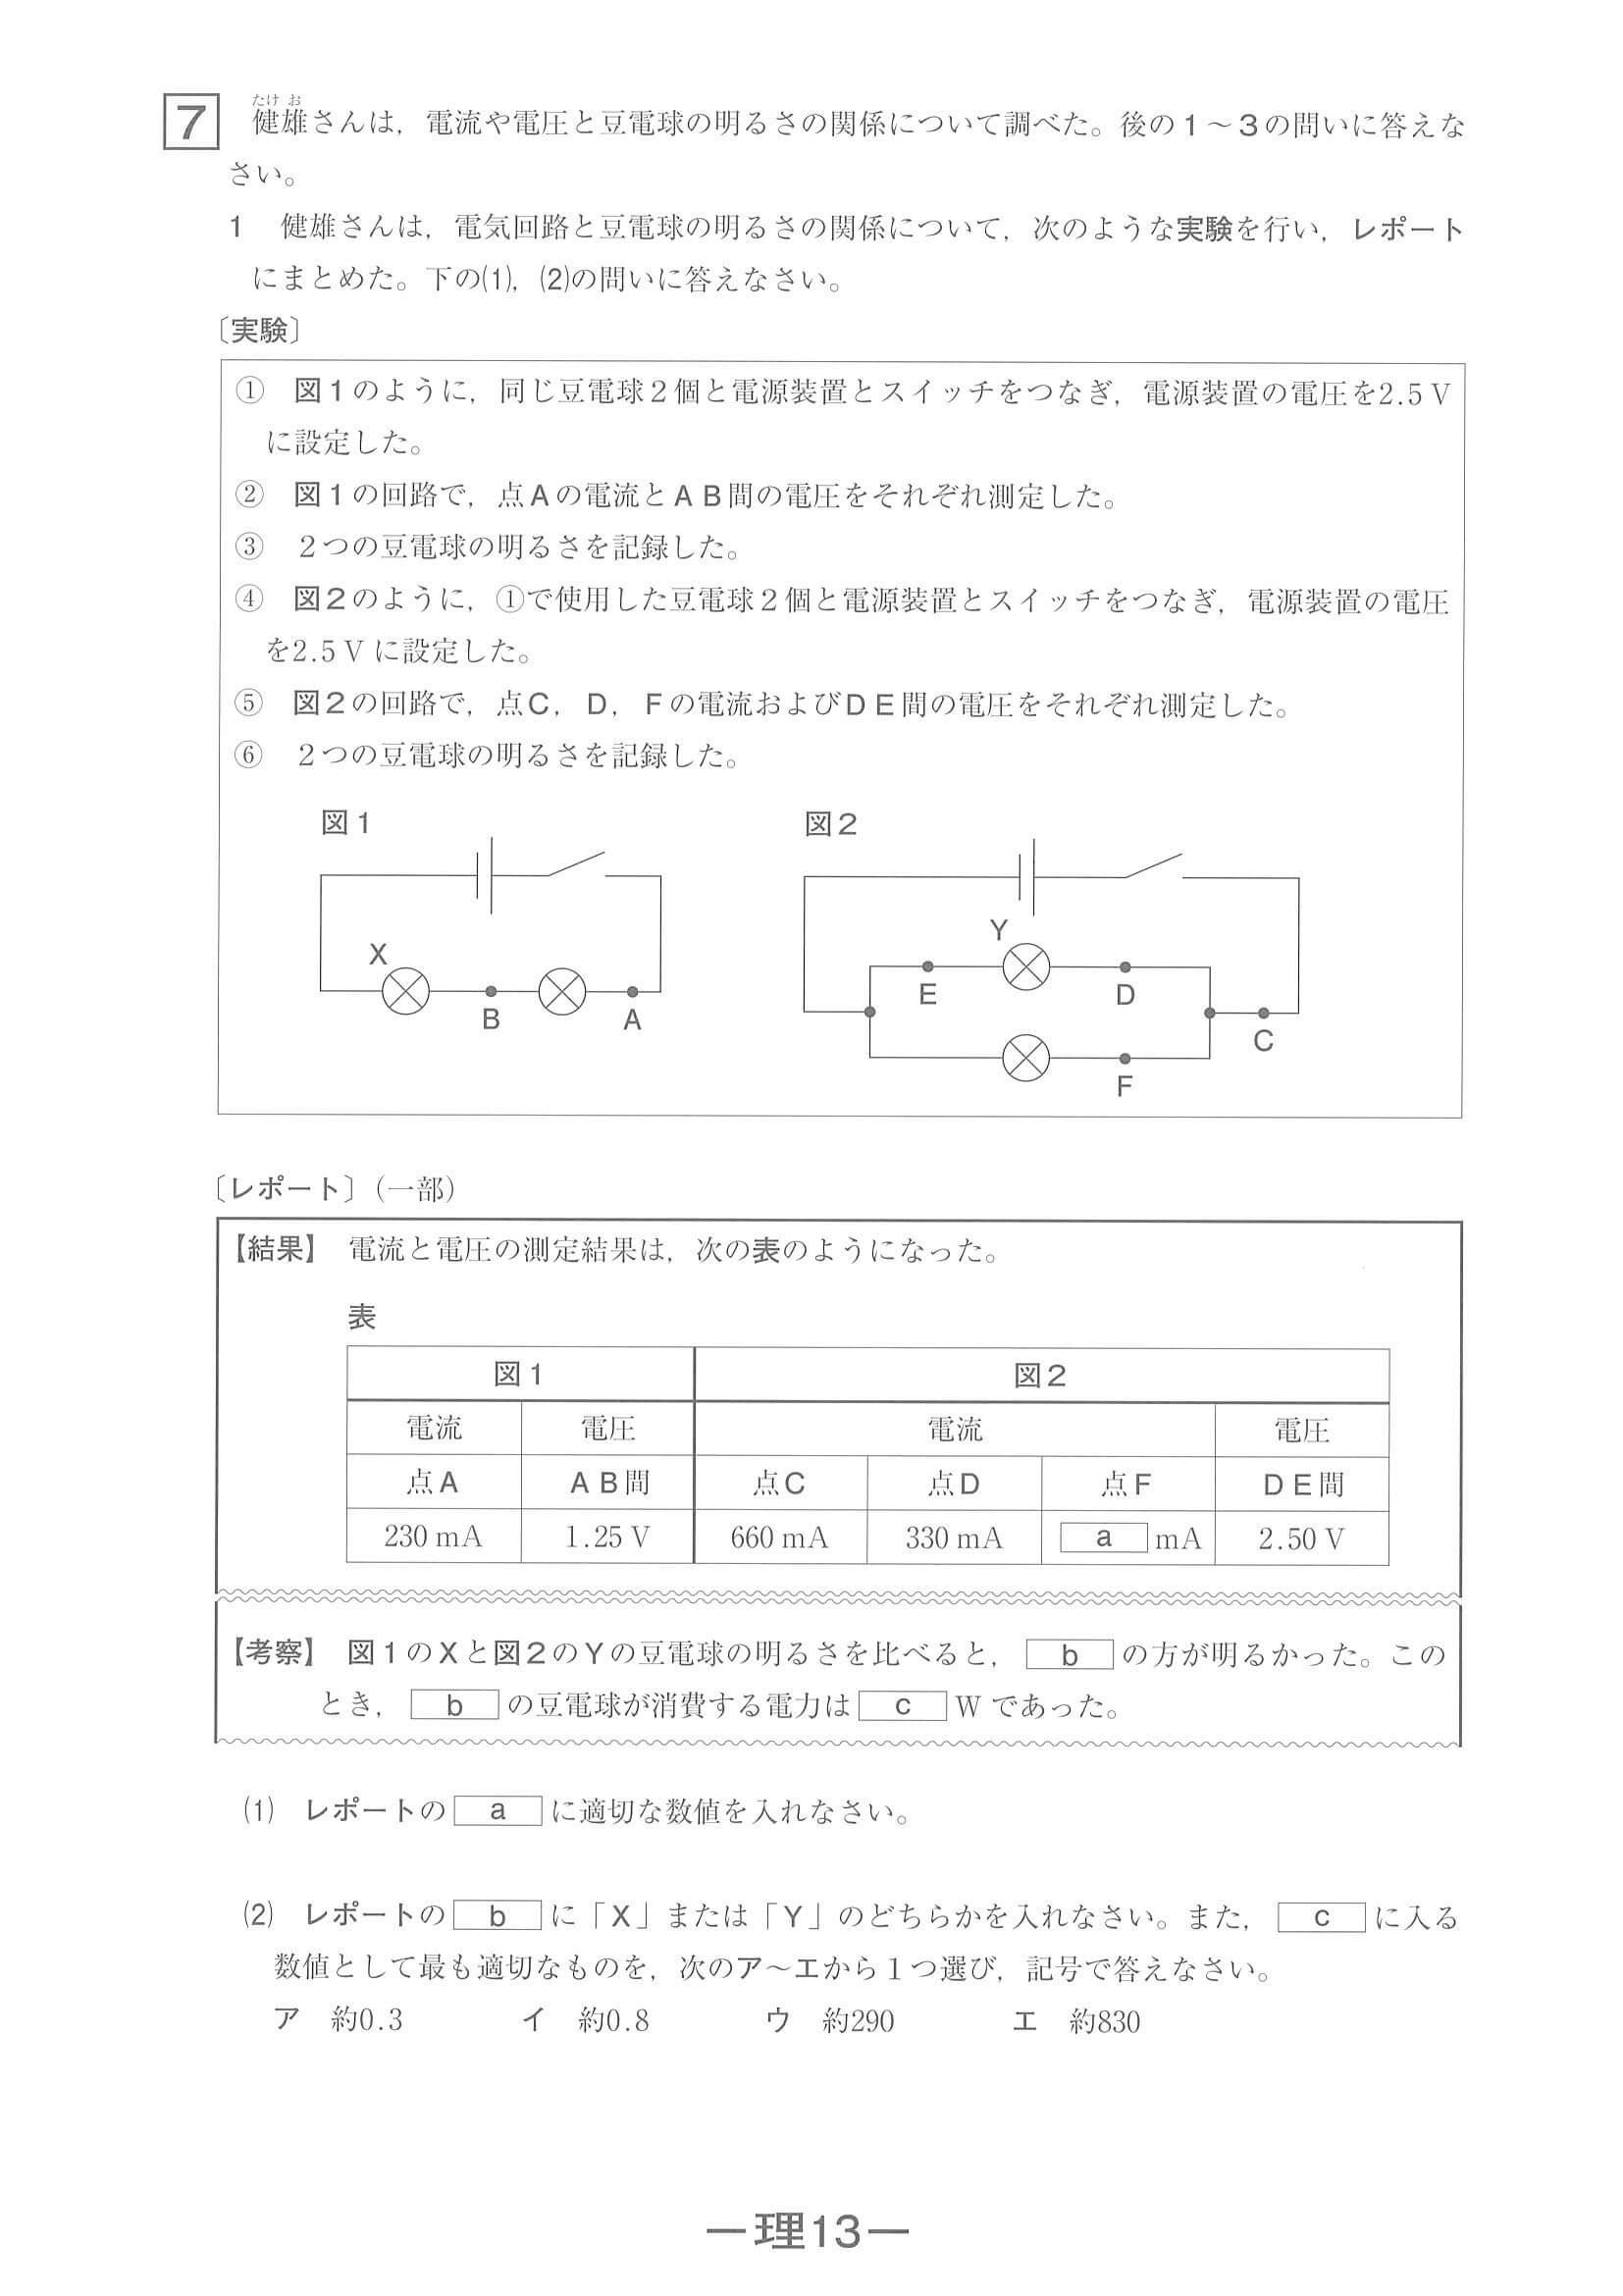 7
たけ お
健雄さんは，電流や電圧と豆電球の明るさの関係について調べた。後の1～3の問いに答えな
さい。
1 健雄さんは，電気回路と豆電球の明るさの関係について，次のような実験を行い，レポート
にまとめた。下の(1)，(2)の問いに答えなさい。
〔実験〕
① 図1のように，同じ豆電球2個と電源装置とスイッチをつなぎ，電源装置の電圧を2.5 V
に設定した。
② 図1の回路で，点Aの電流とAB間の電圧をそれぞれ測定した。
③ 2つの豆電球の明るさを記録した。
④ 図2のように，①で使用した豆電球2個と電源装置とスイッチをつなぎ，電源装置の電圧
を2.5 Vに設定した。
⑤ 図2の回路で，点C，D，Fの電流およびDE間の電圧をそれぞれ測定した。
⑥ 2つの豆電球の明るさを記録した。
図1
X
B
A
図2
Y
E
D
C
F
〔レポート〕（一部）
【結果】 電流と電圧の測定結果は，次の表のようになった。
表
図1 図2
電流 電圧 電流 電圧
点A AB間 点C 点D 点F DE間
230 mA 1.25 V 660 mA 330 mA a mA 2.50 V
【考察】 図1のXと図2のYの豆電球の明るさを比べると， b の方が明るかった。この
とき， b の豆電球が消費する電力は c Wであった。
(1) レポートの a に適切な数値を入れなさい。
(2) レポートの b に「X」または「Y」のどちらかを入れなさい。また， c に入る
数値として最も適切なものを，次のア～エから1つ選び，記号で答えなさい。
ア 約0.3 イ 約0.8 ウ 約290 エ 約830
—理13—